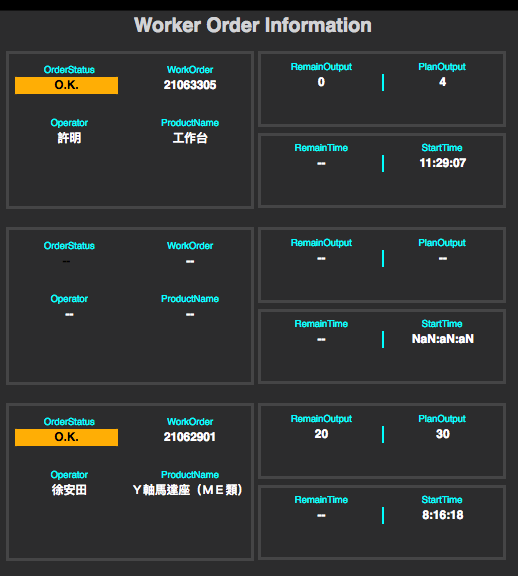 Worker Order Information
OrderStatus WorkOrder
O.K. 21063305
Operator ProductName
許明 工作台
RemainOutput PlanOutput
0 4
RemainTime StartTime
-- 11:29:07
OrderStatus WorkOrder
-- --
Operator ProductName
-- --
RemainOutput PlanOutput
-- --
RemainTime StartTime
-- NaN:aN:aN
OrderStatus WorkOrder
O.K. 21062901
Operator ProductName
徐安田 Ｙ軸馬達座（ＭＥ類）
RemainOutput PlanOutput
20 30
RemainTime StartTime
-- 8:16:18